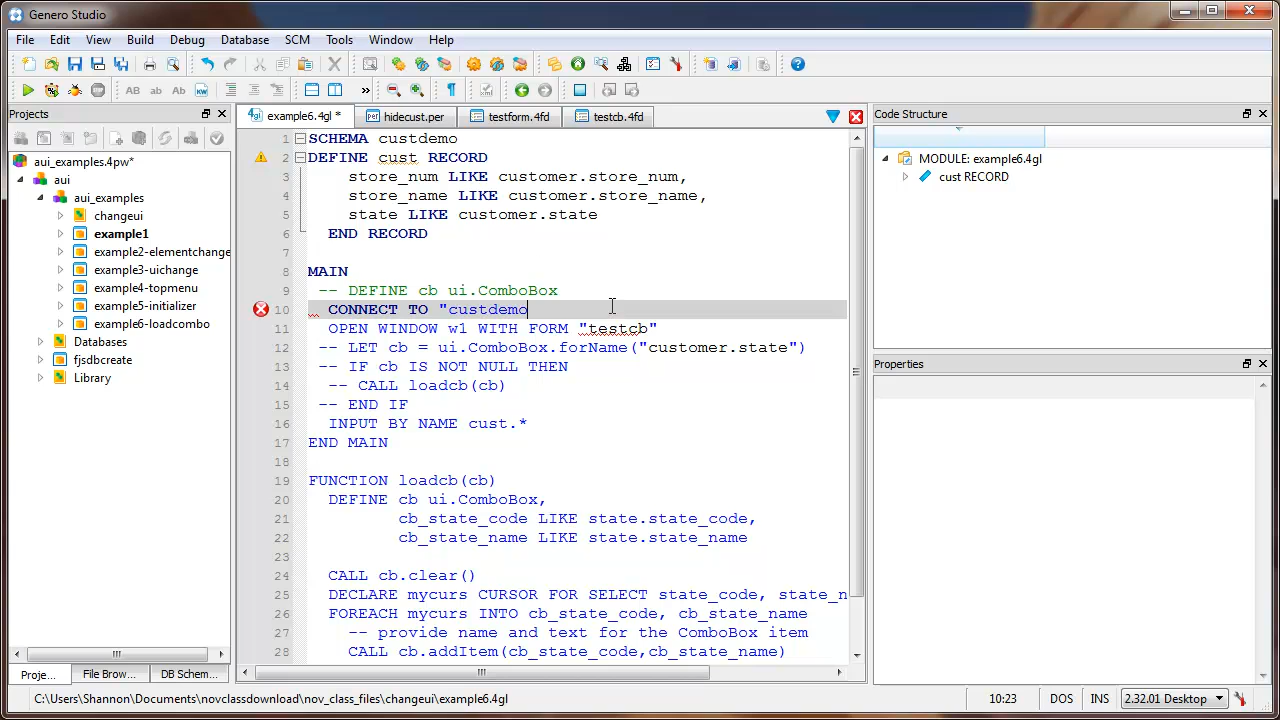 Genero Studio
File Edit View Build Debug Database SCM Tools Window Help
AB ab Ab KW »
Projects
aui_examples.4pw*
aui
aui_examples
changeui
example1
example2-elementchange
example3-uichange
example4-topmenu
example5-initializer
example6-loadcombo
Databases
fjsdbcreate
Library
Proje... File Brow... DB Schem...
example6.4gl * hidecust.per testform.4fd testcb.4fd
1 SCHEMA custdemo
2 DEFINE cust RECORD
3 store_num LIKE customer.store_num,
4 store_name LIKE customer.store_name,
5 state LIKE customer.state
6 END RECORD
7
8 MAIN
9 -- DEFINE cb ui.ComboBox
10 CONNECT TO "custdemo
11 OPEN WINDOW w1 WITH FORM "testcb"
12 -- LET cb = ui.ComboBox.forName("customer.state")
13 -- IF cb IS NOT NULL THEN
14 -- CALL loadcb(cb)
15 -- END IF
16 INPUT BY NAME cust.*
17 END MAIN
18
19 FUNCTION loadcb(cb)
20 DEFINE cb ui.ComboBox,
21 cb_state_code LIKE state.state_code,
22 cb_state_name LIKE state.state_name
23
24 CALL cb.clear()
25 DECLARE mycurs CURSOR FOR SELECT state_code, state_n
26 FOREACH mycurs INTO cb_state_code, cb_state_name
27 -- provide name and text for the ComboBox item
28 CALL cb.addItem(cb_state_code,cb_state_name)
Code Structure
MODULE: example6.4gl
cust RECORD
Properties
C:\Users\Shannon\Documents\novclassdownload\nov_class_files\changeui\example6.4gl 10:23 DOS INS 2.32.01 Desktop